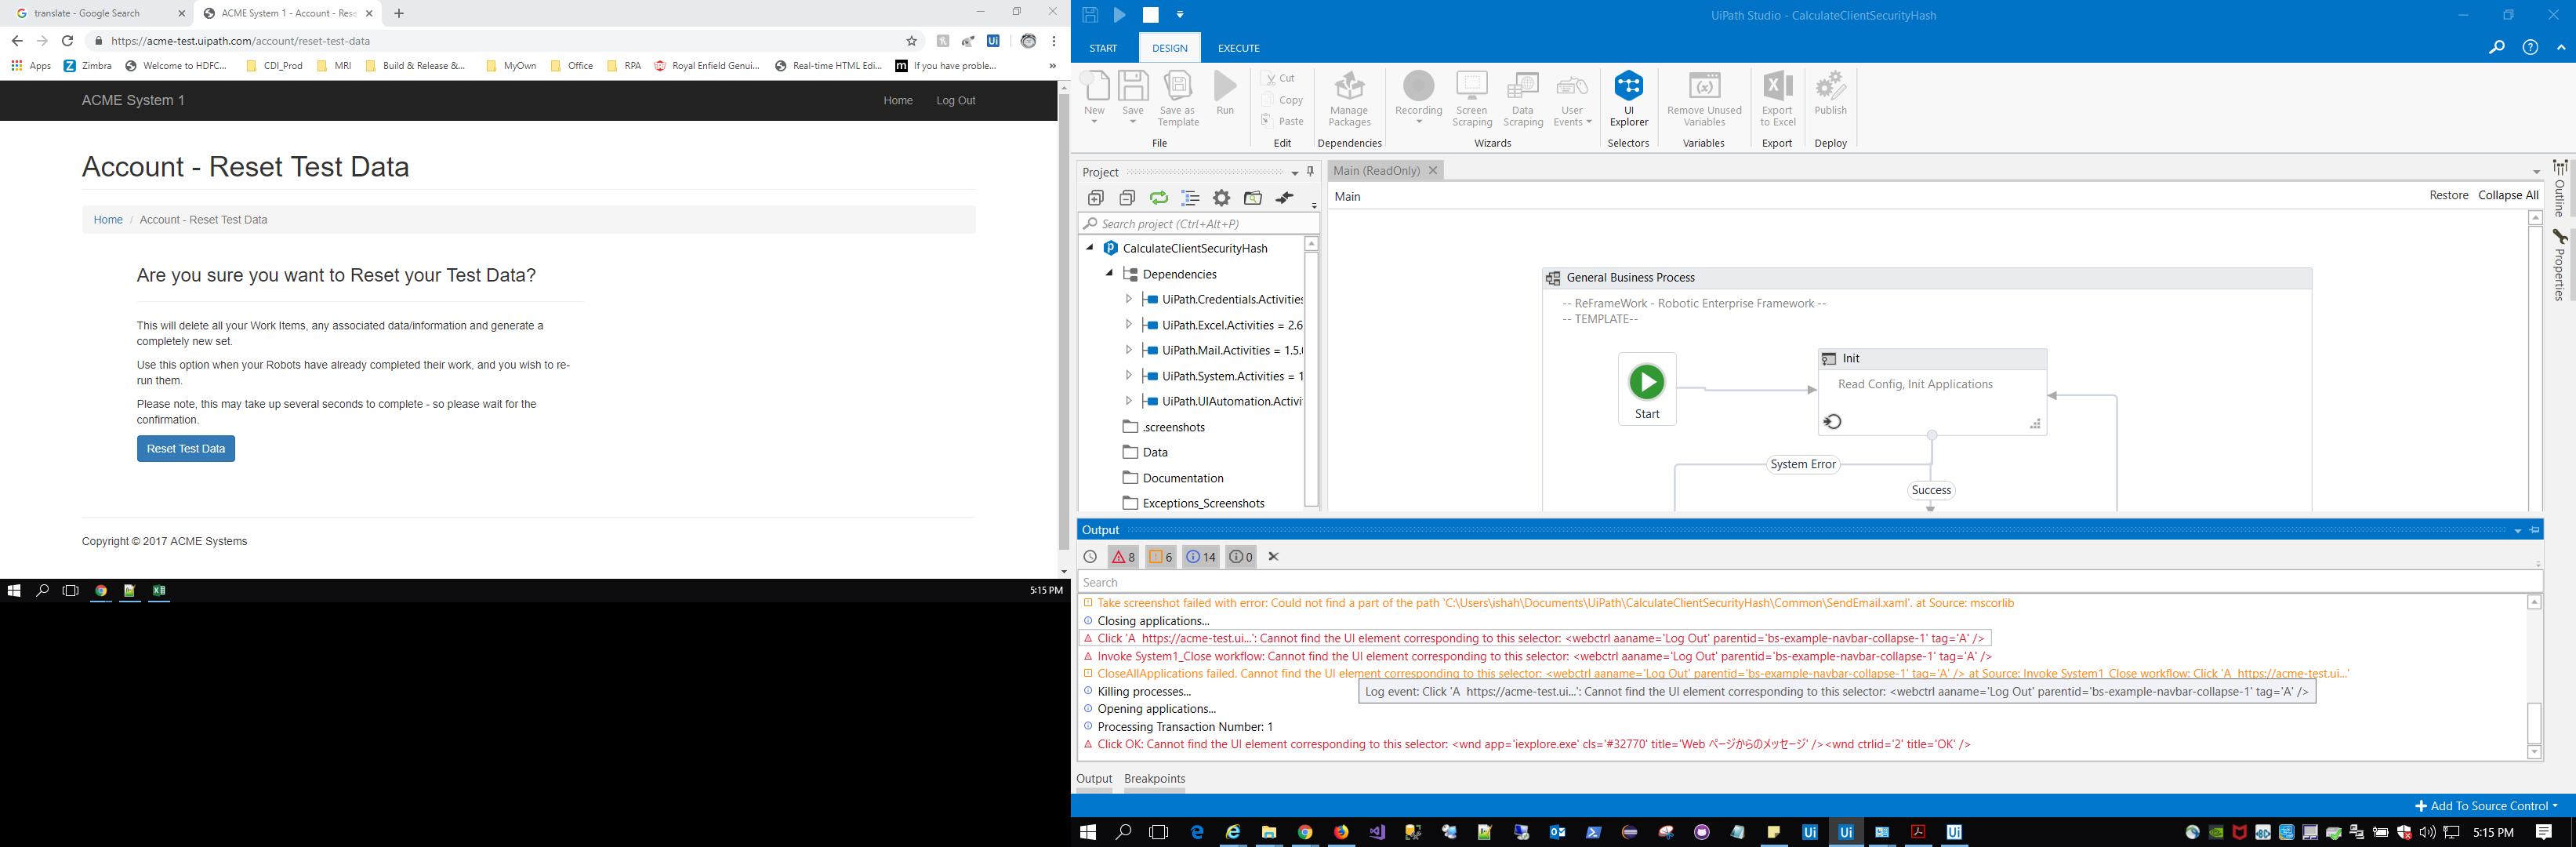 translate - Google Search
ACME System 1 - Account - Rese
https://acme-test.uipath.com/account/reset-test-data
Apps
Zimbra
Welcome to HDFC...
CDI_Prod
MRI
Build & Release &...
MyOwn
Office
RPA
Royal Enfield Genui...
Real-time HTML Edi...
If you have proble...
»
ACME System 1
Home
Log Out
Account - Reset Test Data
Home / Account - Reset Test Data
Are you sure you want to Reset your Test Data?
This will delete all your Work Items, any associated data/information and generate a
completely new set.
Use this option when your Robots have already completed their work, and you wish to re-
run them.
Please note, this may take up several seconds to complete - so please wait for the
confirmation.
Reset Test Data
Copyright © 2017 ACME Systems
5:15 PM
UiPath Studio - CalculateClientSecurityHash
START
DESIGN
EXECUTE
New
Save
Save as
Template
Run
File
Cut
Copy
Paste
Edit
Manage
Packages
Dependencies
Recording
Screen
Scraping
Data
Scraping
User
Events
Wizards
UI
Explorer
Selectors
Remove Unused
Variables
Variables
Export
to Excel
Export
Publish
Deploy
Project
Search project (Ctrl+Alt+P)
CalculateClientSecurityHash
Dependencies
UiPath.Credentials.Activities
UiPath.Excel.Activities = 2.6
UiPath.Mail.Activities = 1.5.
UiPath.System.Activities = 1
UiPath.UIAutomation.Activi
.screenshots
Data
Documentation
Exceptions_Screenshots
Main (ReadOnly)
Main
Restore
Collapse All
Outline
Properties
General Business Process
-- ReFrameWork - Robotic Enterprise Framework --
-- TEMPLATE--
Start
Init
Read Config, Init Applications
System Error
Success
Output
8
6
14
0
Search
Take screenshot failed with error: Could not find a part of the path 'C:\Users\ishah\Documents\UiPath\CalculateClientSecurityHash\Common\SendEmail.xaml'. at Source: mscorlib
Closing applications...
Click 'A https://acme-test.ui...': Cannot find the UI element corresponding to this selector: <webctrl aaname='Log Out' parentid='bs-example-navbar-collapse-1' tag='A' />
Invoke System1_Close workflow: Cannot find the UI element corresponding to this selector: <webctrl aaname='Log Out' parentid='bs-example-navbar-collapse-1' tag='A' />
CloseAllApplications failed. Cannot find the UI element corresponding to this selector: <webctrl aaname='Log Out' parentid='bs-example-navbar-collapse-1' tag='A' /> at Source: Invoke System1_Close workflow: Click 'A https://acme-test.ui...'
Killing processes...
Log event: Click 'A https://acme-test.ui...': Cannot find the UI element corresponding to this selector: <webctrl aaname='Log Out' parentid='bs-example-navbar-collapse-1' tag='A' />
Opening applications...
Processing Transaction Number: 1
Click OK: Cannot find the UI element corresponding to this selector: <wnd app='iexplore.exe' cls='#32770' title='Web ページからのメッセージ' /><wnd ctrlid='2' title='OK' />
Output
Breakpoints
Add To Source Control
5:15 PM